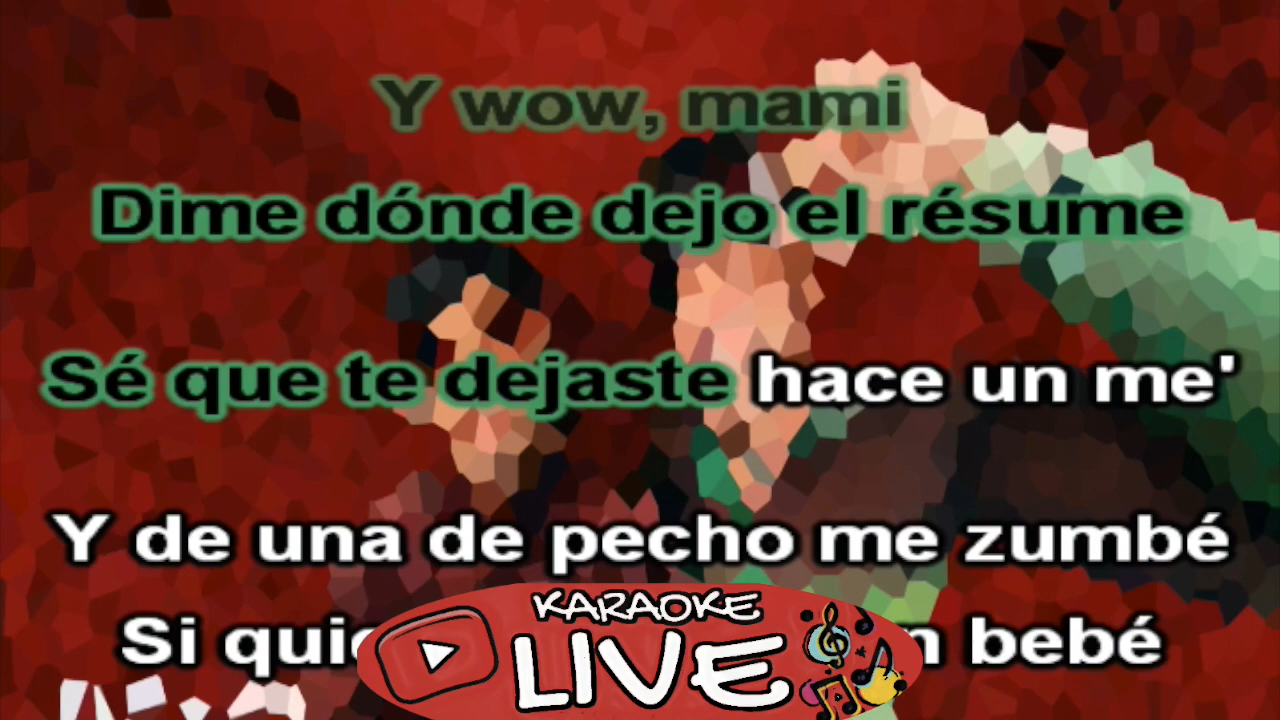 Y wow, mami
Dime dónde dejo el résume
Sé que te dejaste hace un me'
Y de una de pecho me zumbé
Si bebé
KARAOKE
LIVE